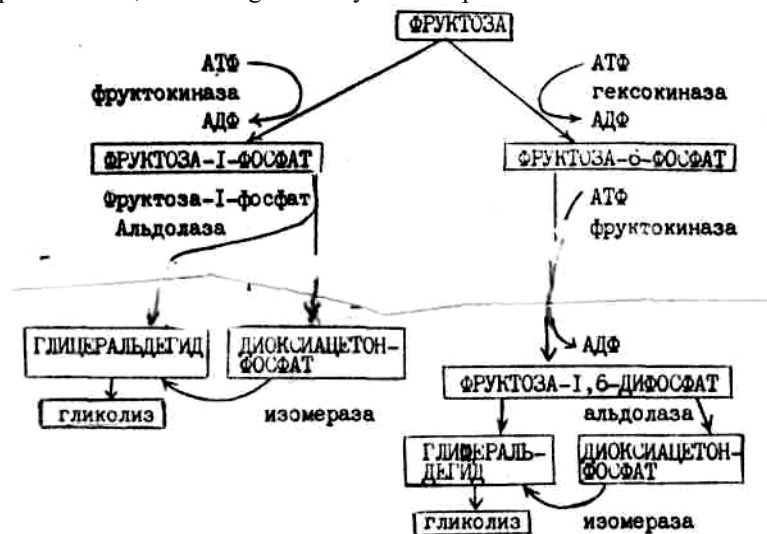 ФРУКТОЗА
АТФ
фруктокиназа
АДФ
АТФ
гексокиназа
АДФ
ФРУКТОЗА-I-ФОСФАТ
ФРУКТОЗА-6-ФОСФАТ
Фруктоза-I-фосфат
Альдолаза
АТФ
фруктокиназа
АДФ
ГЛИЦЕРАЛЬДЕГИД
ДИОКСИАЦЕТОН-
ФОСФАТ
гликолиз
изомераза
ФРУКТОЗА-I,6-ДИФОСФАТ
альдолаза
ГЛИЦЕРАЛЬ-
ДЕГИД
ДИОКСИАЦЕТОН-
ФОСФАТ
гликолиз
изомераза